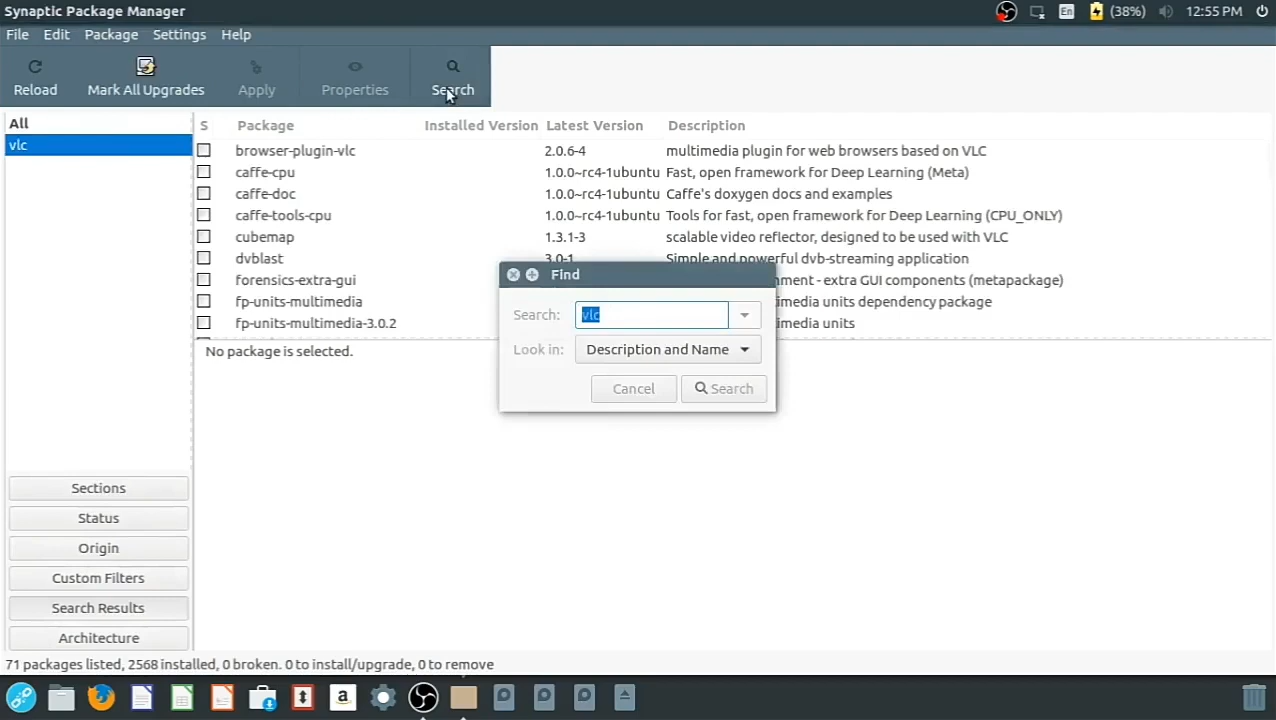 Synaptic Package Manager
En (38%) 12:55 PM
File Edit Package Settings Help
Reload Mark All Upgrades Apply Properties Search
All
vlc
S Package Installed Version Latest Version Description
browser-plugin-vlc 2.0.6-4 multimedia plugin for web browsers based on VLC
caffe-cpu 1.0.0~rc4-1ubuntu Fast, open framework for Deep Learning (Meta)
caffe-doc 1.0.0~rc4-1ubuntu Caffe's doxygen docs and examples
caffe-tools-cpu 1.0.0~rc4-1ubuntu Tools for fast, open framework for Deep Learning (CPU_ONLY)
cubemap 1.3.1-3 scalable video reflector, designed to be used with VLC
dvblast 3.0-1 Simple and powerful dvb-streaming application
forensics-extra-gui nment - extra GUI components (metapackage)
fp-units-multimedia imedia units dependency package
fp-units-multimedia-3.0.2 imedia units
Find
Search: vlc
Look in: Description and Name
Cancel Search
No package is selected.
Sections
Status
Origin
Custom Filters
Search Results
Architecture
71 packages listed, 2568 installed, 0 broken. 0 to install/upgrade, 0 to remove
a